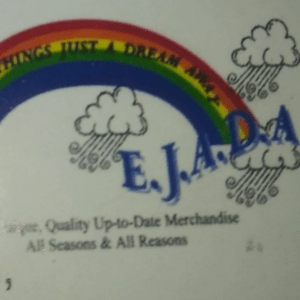 THINGS JUST A DREAM AWAY
E.J.A.D.A
Quality Up-to-Date Merchandise
All Seasons & All Reasons